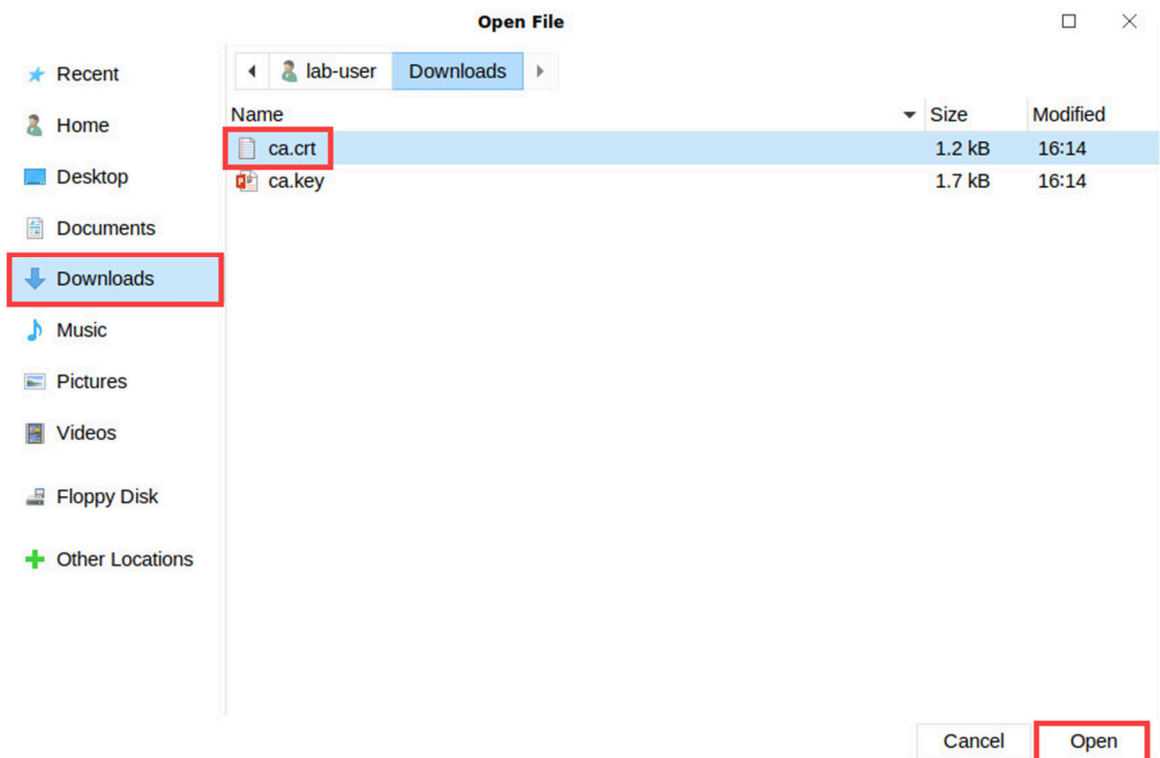 Open File
Recent
Home
Desktop
Documents
Downloads
Music
Pictures
Videos
Floppy Disk
Other Locations
lab-user Downloads
Name Size Modified
ca.crt 1.2 kB 16:14
ca.key 1.7 kB 16:14
Cancel Open